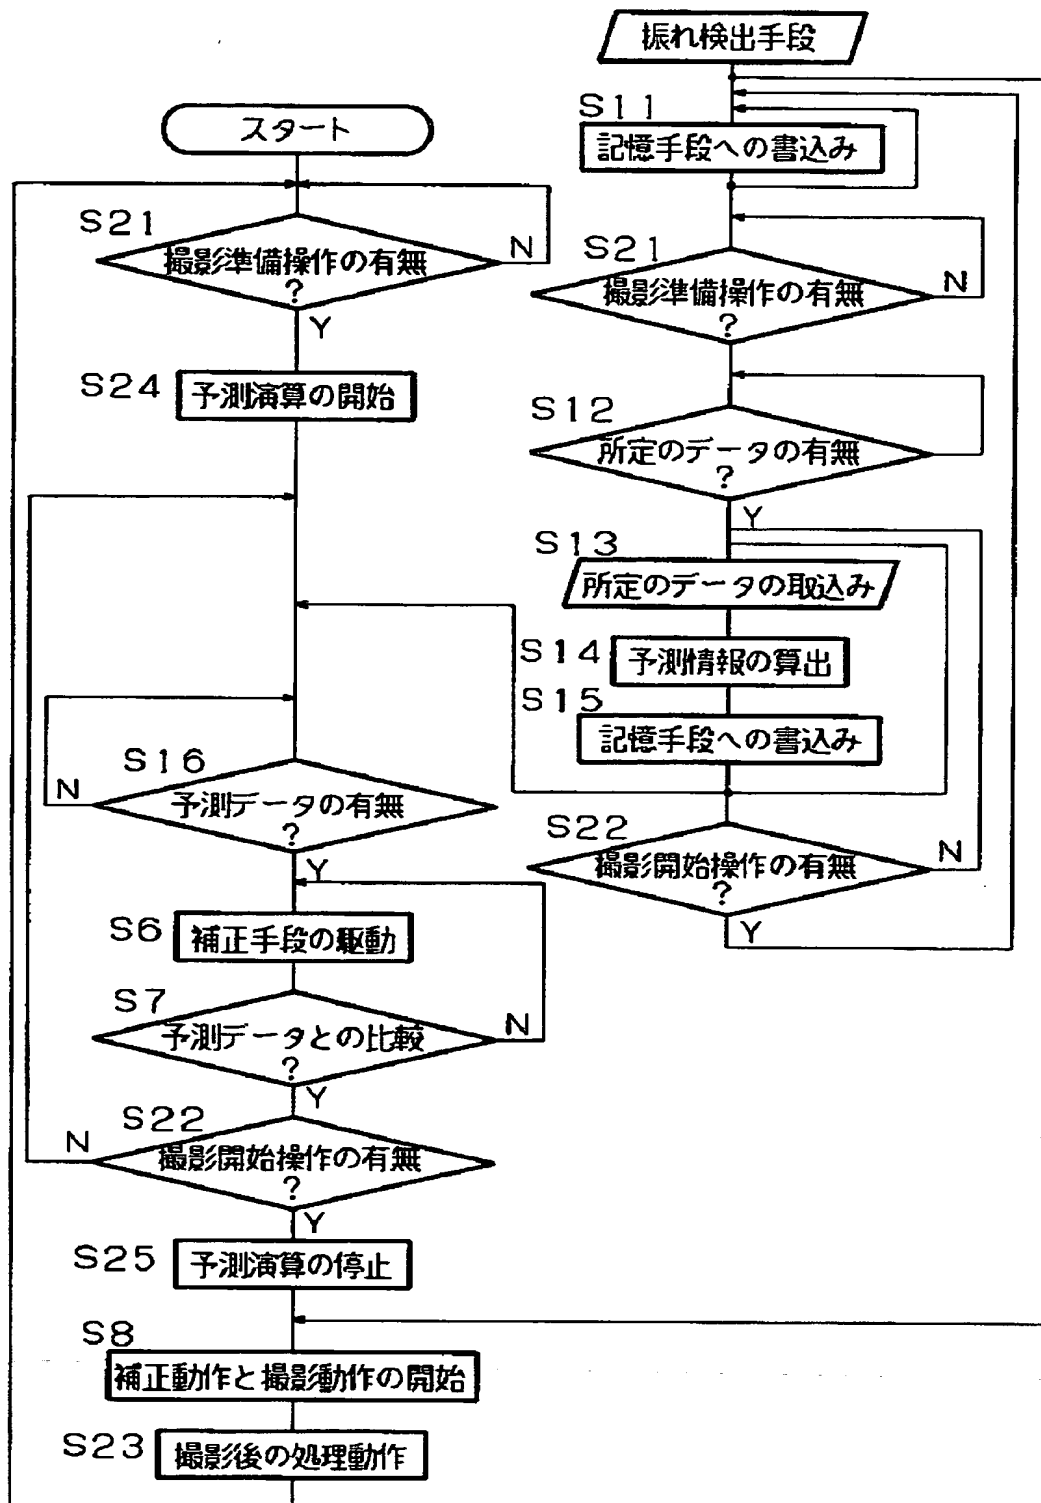 振れ検出手段
S11
記憶手段への書込み
スタート
S21
撮影準備操作の有無
?
N
Y
S21
撮影準備操作の有無
?
N
S24
予測演算の開始
S12
所定のデータの有無
?
Y
S13
所定のデータの取込み
S14
予測情報の算出
S15
記憶手段への書込み
S16
予測データの有無
?
N
Y
S22
撮影開始操作の有無
?
N
Y
S6
補正手段の駆動
S7
予測データとの比較
?
N
Y
S22
撮影開始操作の有無
?
N
Y
S25
予測演算の停止
S8
補正動作と撮影動作の開始
S23
撮影後の処理動作